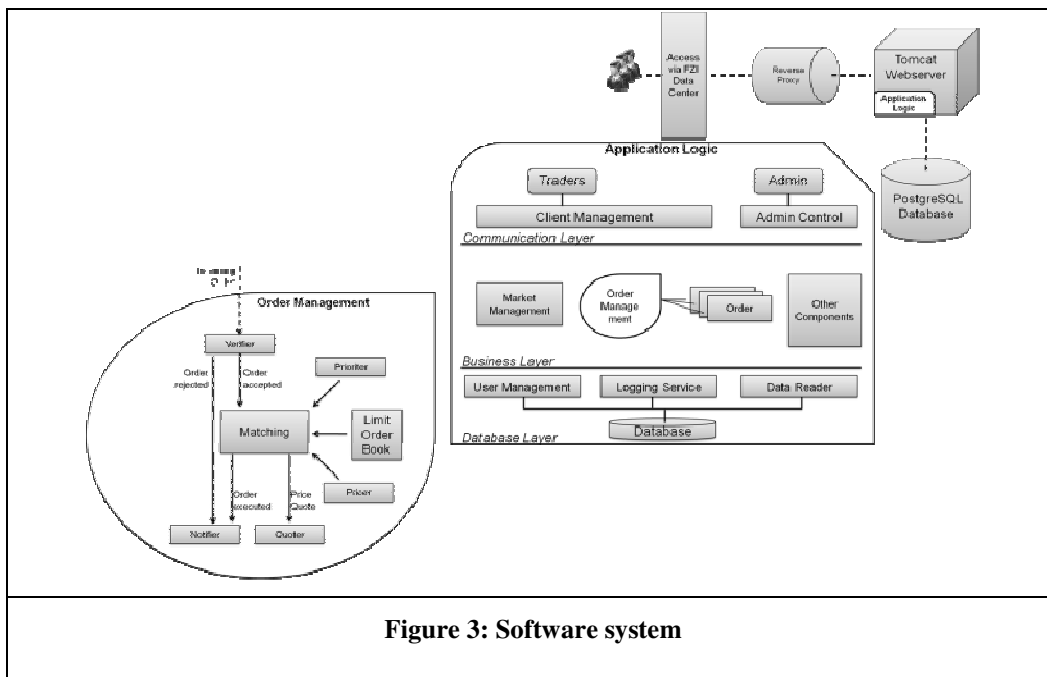 Access
via FZI
Data
Center
Reverse
Proxy
Tomcat
Webserver
Application
Logic
PostgreSQL
Database
Application Logic
Traders
Admin
Client Management
Admin Control
Communication Layer
Market
Management
Order
Manage
ment
Order
Other
Components
Business Layer
User Management
Logging Service
Data Reader
Database
Database Layer
Order Management
Verifier
Order
rejected
Order
accepted
Prioriter
Matching
Limit
Order
Book
Pricer
Order
executed
Price
Quote
Notifier
Quoter
Figure 3: Software system